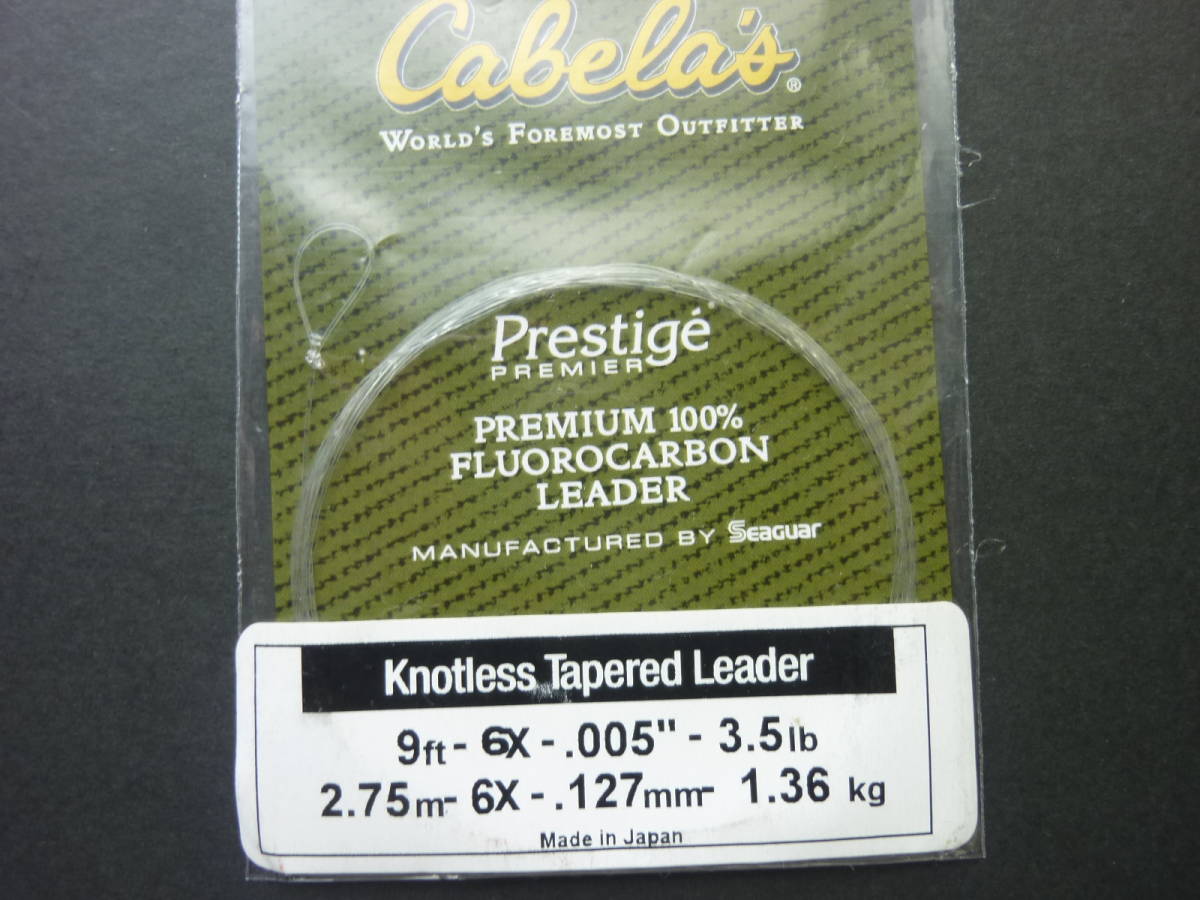 Cabela's®
World's Foremost Outfitter
Prestigé
PREMIER
PREMIUM 100%
FLUOROCARBON
LEADER
MANUFACTURED BY Seaguar
Knotless Tapered Leader
9ft - 6X - .005" - 3.5lb
2.75m- 6X - .127mm- 1.36 kg
Made in Japan